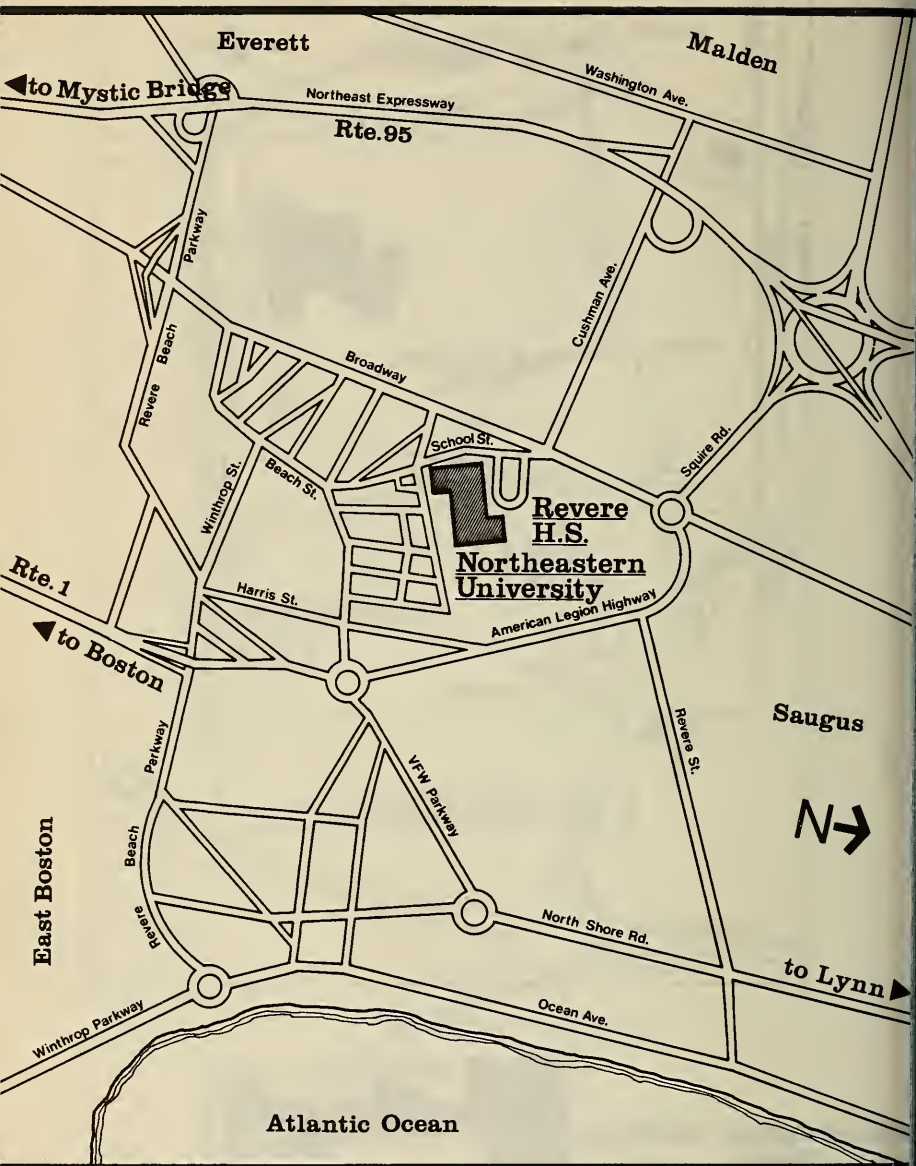 Everett
Malden
to Mystic Bridge
Washington Ave.
Northeast Expressway
Rte. 95
Parkway
Cushman Ave.
Beach
Revere
Broadway
School St.
Squire Rd.
Winthrop St.
Beach St.
Revere
H.S.
Northeastern
University
Rte. 1
Harris St.
American Legion Highway
to Boston
Revere St.
Saugus
Parkway
VFW Parkway
N
East Boston
Beach
Revere
North Shore Rd.
to Lynn
Ocean Ave.
Winthrop Parkway
Atlantic Ocean